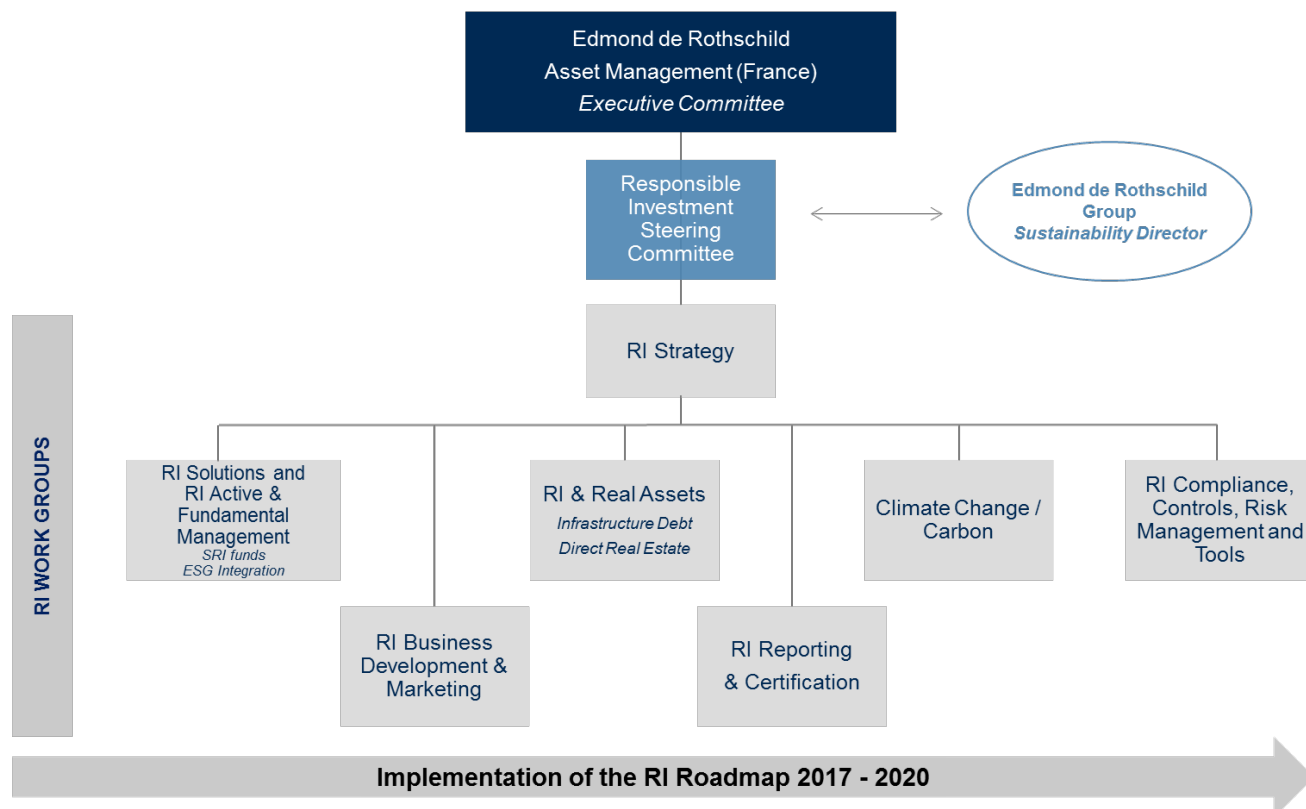 Edmond de Rothschild
Asset Management (France)
Executive Committee
Responsible
Investment
Steering
Committee
Edmond de Rothschild
Group
Sustainability Director
RI Strategy
RI WORK GROUPS
RI Solutions and
RI Active &
Fundamental
Management
SRI funds
ESG Integration
RI & Real Assets
Infrastructure Debt
Direct Real Estate
Climate Change /
Carbon
RI Compliance,
Controls, Risk
Management and
Tools
RI Business
Development &
Marketing
RI Reporting
& Certification
Implementation of the RI Roadmap 2017 - 2020